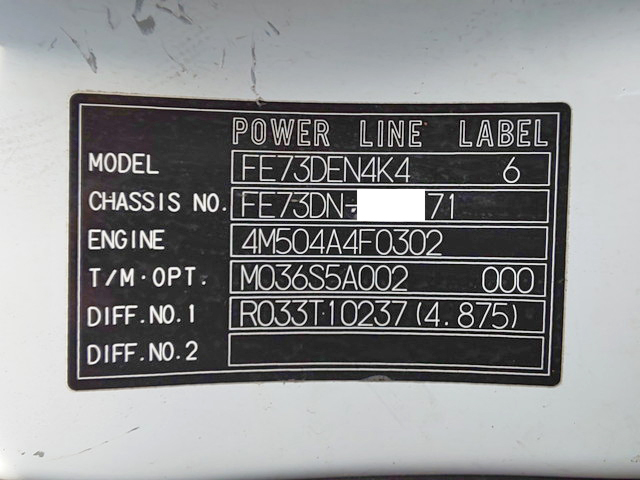 POWER LINE LABEL
MODEL FE73DEN4K4 6
CHASSIS NO. FE73DN- 71
ENGINE 4M504A4F0302
T/M·OPT. M036S5A002 000
DIFF.NO.1 R033T10237(4.875)
DIFF.NO.2